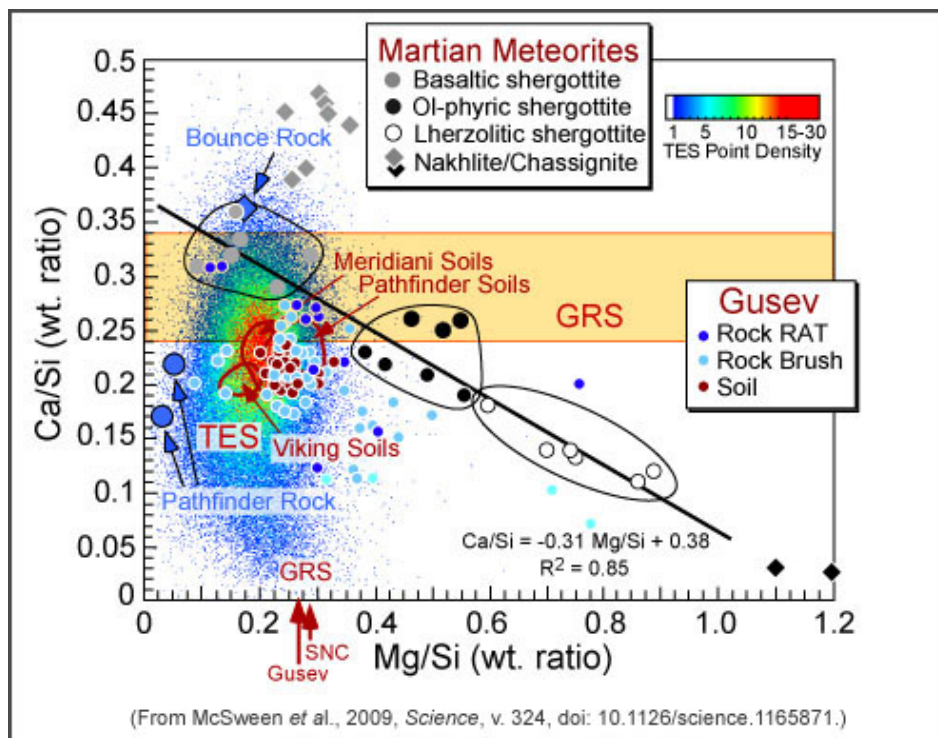 Martian Meteorites
Basaltic shergottite
Ol-phyric shergottite
Lherzolitic shergottite
Nakhlite/Chassignite
1 5 10 15-30
TES Point Density
Bounce Rock
Meridiani Soils
Pathfinder Soils
GRS
Gusev
Rock RAT
Rock Brush
Soil
TES
Viking Soils
Pathfinder Rock
Ca/Si = -0.31 Mg/Si + 0.38
R2 = 0.85
GRS
SNC
Gusev
Ca/Si (wt. ratio)
0.5
0.45
0.4
0.35
0.3
0.25
0.2
0.15
0.1
0.05
0
0 0.2 0.4 0.6 0.8 1.0 1.2
Mg/Si (wt. ratio)
(From McSween et al., 2009, Science, v. 324, doi: 10.1126/science.1165871.)